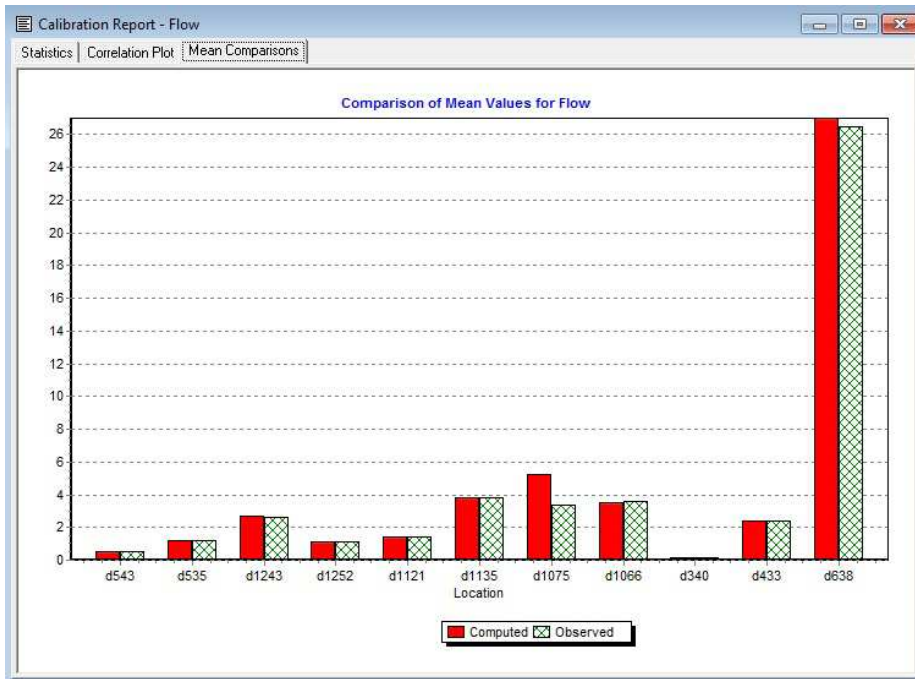 Calibration Report - Flow
Statistics Correlation Plot Mean Comparisons
Comparison of Mean Values for Flow
26
24
22
20
18
16
14
12
10
8
6
4
2
0
d543 d535 d1243 d1252 d1121 d1135 d1075 d1066 d340 d433 d638
Location
Computed Observed